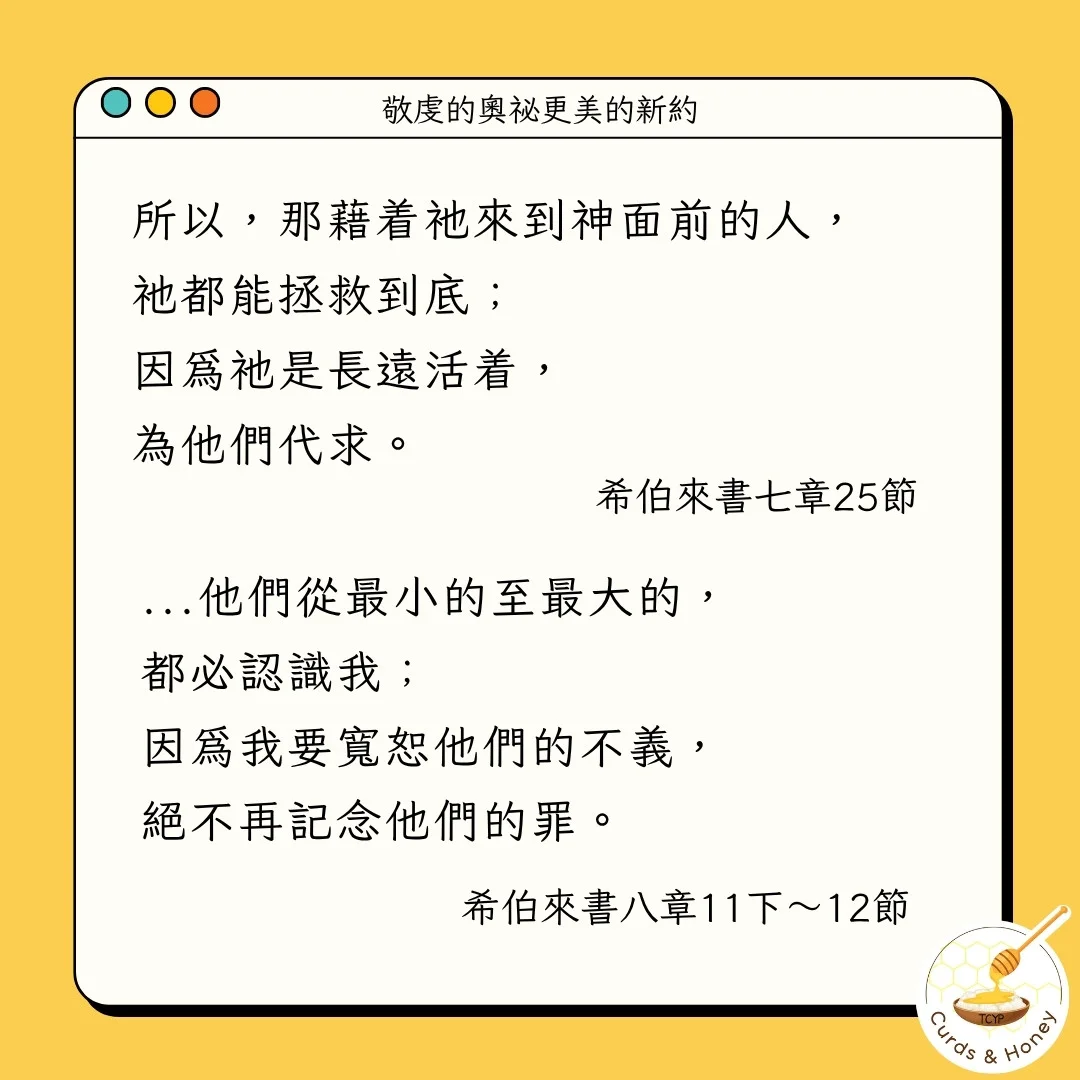 敬虔的奧祕更美的新約
所以，那藉着祂來到神面前的人，
祂都能拯救到底；
因爲祂是長遠活着，
為他們代求。
希伯來書七章25節
...他們從最小的至最大的，
都必認識我；
因爲我要寬恕他們的不義，
絕不再記念他們的罪。
希伯來書八章11下～12節
TCYP
Curds & Honey